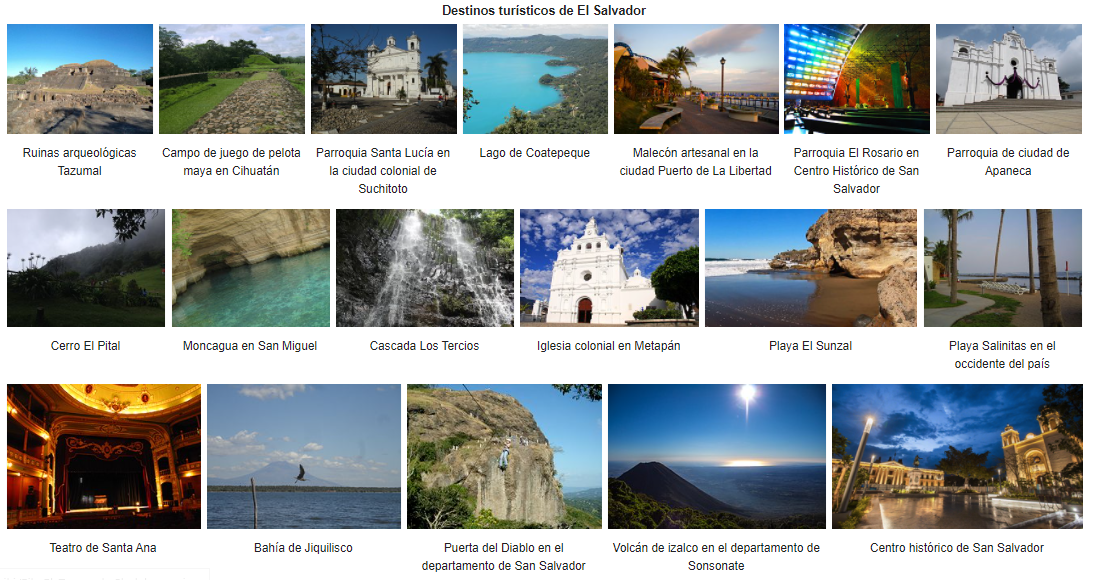 Destinos turísticos de El Salvador
Ruinas arqueológicas
Tazumal
Campo de juego de pelota
maya en Cihuatán
Parroquia Santa Lucía en
la ciudad colonial de
Suchitoto
Lago de Coatepeque
Malecón artesanal en la
ciudad Puerto de La Libertad
Parroquia El Rosario en
Centro Histórico de San
Salvador
Parroquia de ciudad de
Apaneca
Cerro El Pital
Moncagua en San Miguel
Cascada Los Tercios
Iglesia colonial en Metapán
Playa El Sunzal
Playa Salinitas en el
occidente del país
Teatro de Santa Ana
Bahía de Jiquilisco
Puerta del Diablo en el
departamento de San Salvador
Volcán de izalco en el departamento de
Sonsonate
Centro histórico de San Salvador